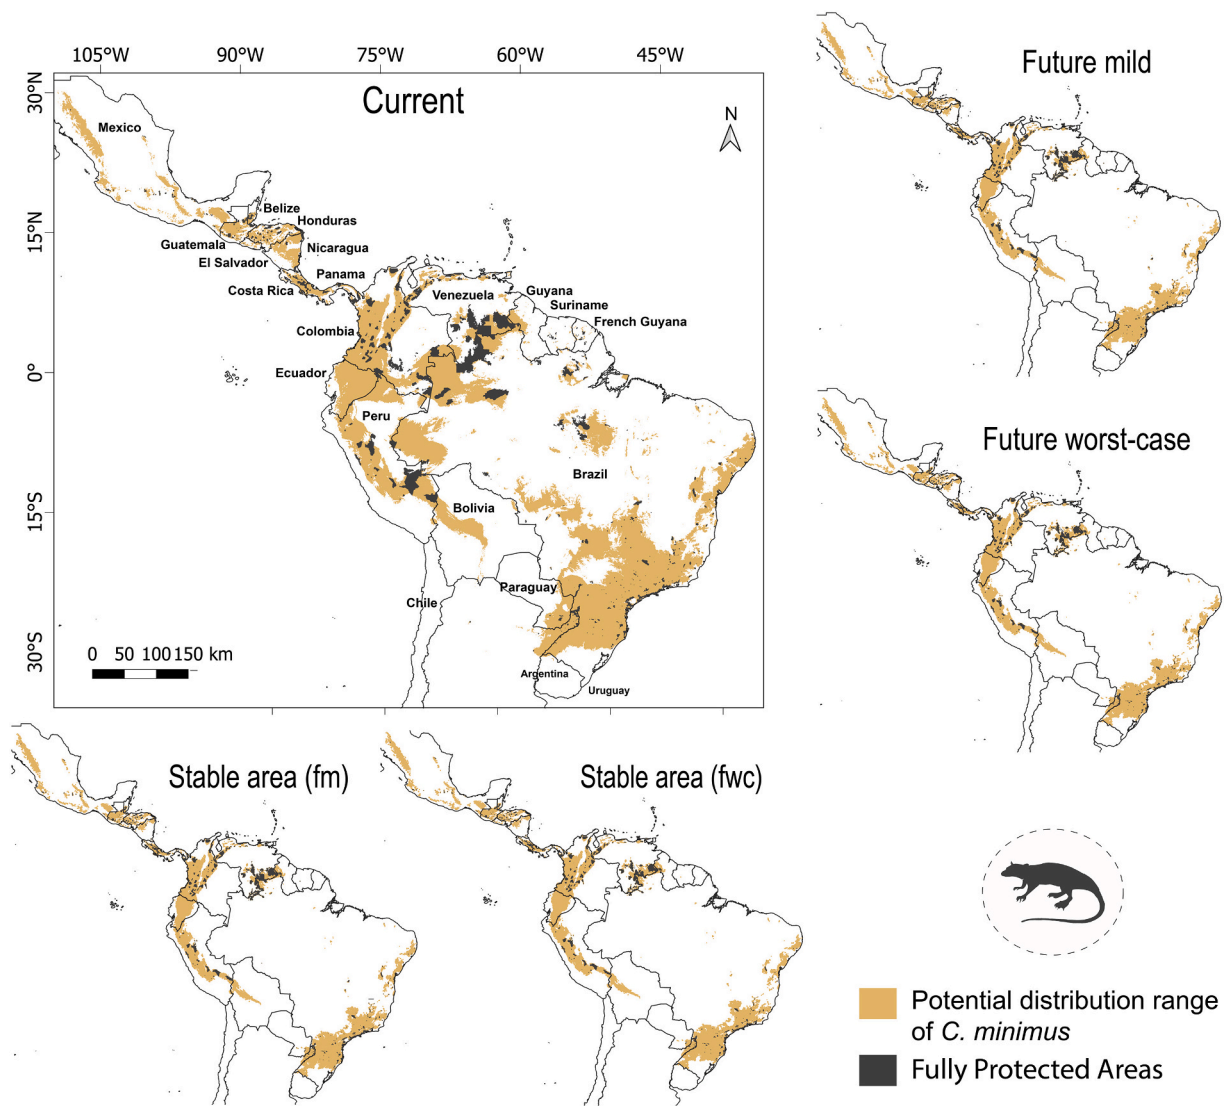 105°W 90°W 75°W 60°W 45°W
30°N
15°N
0°
15°S
30°S
Current
N
Mexico
Belize
Honduras
Guatemala
Nicaragua
El Salvador
Panama
Costa Rica
Venezuela
Guyana
Suriname
French Guyana
Colombia
Ecuador
Peru
Brazil
Bolivia
Paraguay
Chile
Argentina
Uruguay
0 50 100 150 km
Future mild
Future worst-case
Stable area (fm)
Stable area (fwc)
Potential distribution range
of C. minimus
Fully Protected Areas